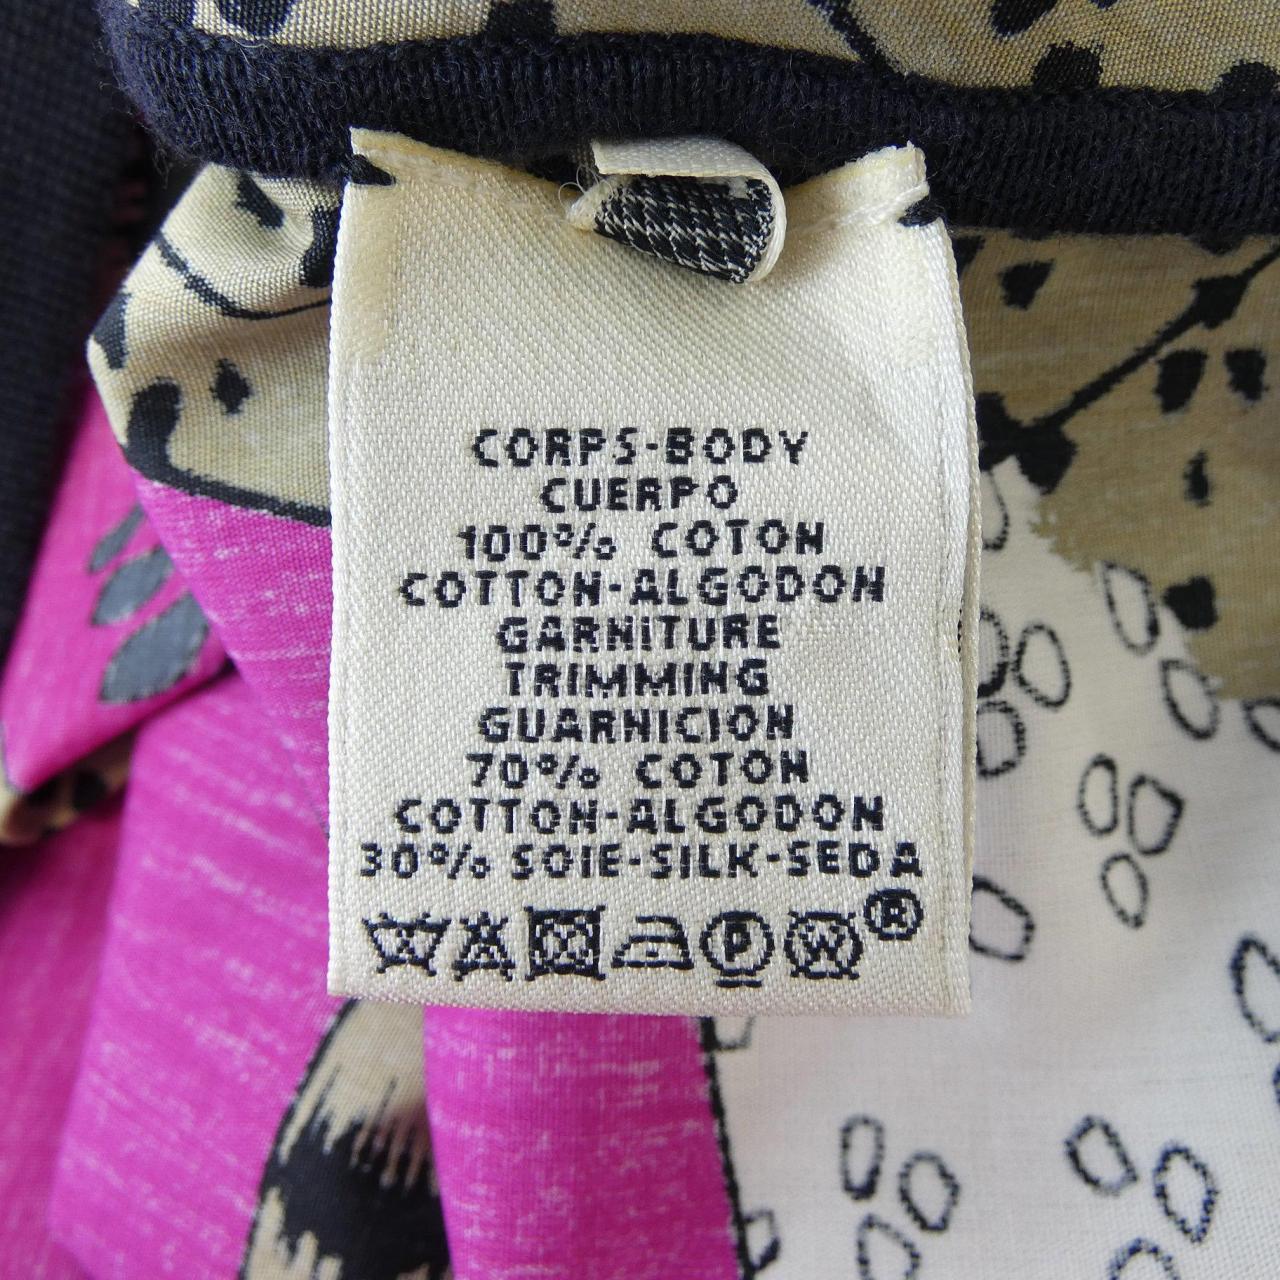 CORPS-BODY
CUERPO
100% COTON
COTTON-ALGODON
GARNITURE
TRIMMING
GUARNICION
70% COTON
COTTON-ALGODON
30% SOIE-SILK-SEDA
P W ®